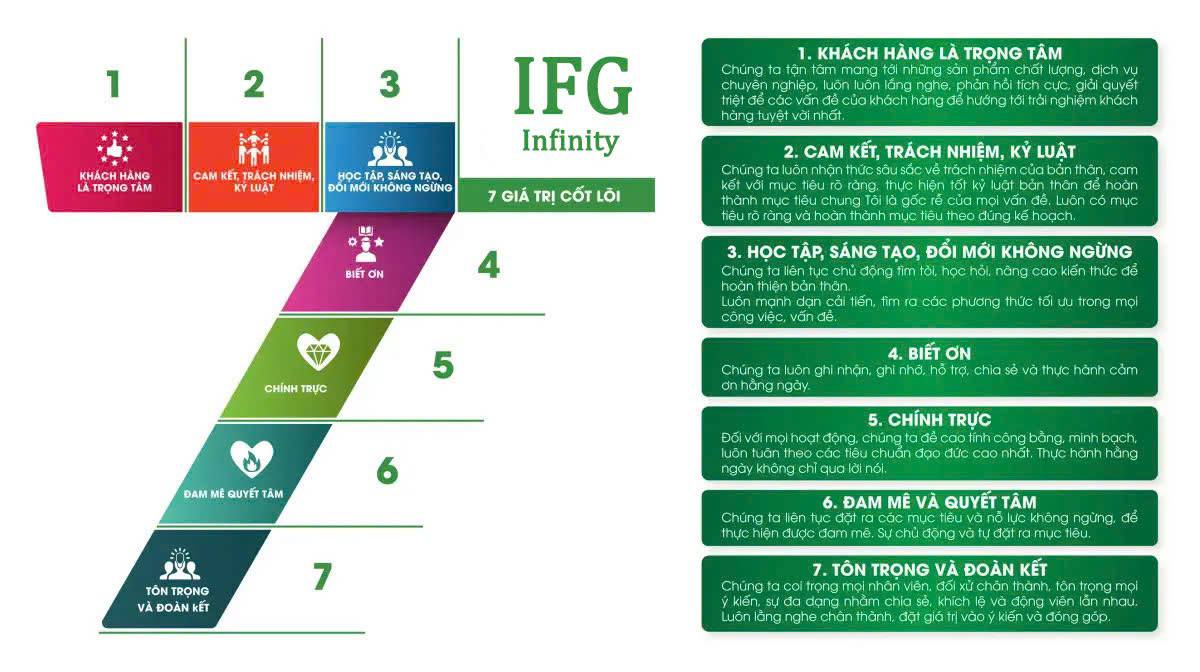 1
2
3
IFG
Infinity
KHÁCH HÀNG
LÀ TRỌNG TÂM
CAM KẾT, TRÁCH NHIỆM,
KỶ LUẬT
HỌC TẬP, SÁNG TẠO,
ĐỔI MỚI KHÔNG NGỪNG
7 GIÁ TRỊ CỐT LÕI
BIẾT ƠN
4
CHÍNH TRỰC
5
ĐAM MÊ QUYẾT TÂM
6
TÔN TRỌNG
VÀ ĐOÀN KẾT
7
1. KHÁCH HÀNG LÀ TRỌNG TÂM
Chúng ta tận tâm mang tới những sản phẩm chất lượng, dịch vụ
chuyên nghiệp, luôn luôn lắng nghe, phản hồi tích cực, giải quyết
triệt để các vấn đề của khách hàng để hướng tới trải nghiệm khách
hàng tuyệt vời nhất.
2. CAM KẾT, TRÁCH NHIỆM, KỶ LUẬT
Chúng ta luôn nhận thức sâu sắc về trách nhiệm của bản thân, cam
kết với mục tiêu rõ ràng, thực hiện tốt kỷ luật bản thân để hoàn
thành mục tiêu chung Tôi là gốc rễ của mọi vấn đề. Luôn có mục
tiêu rõ ràng và hoàn thành mục tiêu theo đúng kế hoạch.
3. HỌC TẬP, SÁNG TẠO, ĐỔI MỚI KHÔNG NGỪNG
Chúng ta liên tục chủ động tìm tòi, học hỏi, nâng cao kiến thức để
hoàn thiện bản thân.
Luôn mạnh dạn cải tiến, tìm ra các phương thức tối ưu trong mọi
công việc, vấn đề.
4. BIẾT ƠN
Chúng ta luôn ghi nhận, ghi nhớ, hỗ trợ, chia sẻ và thực hành cảm
ơn hằng ngày.
5. CHÍNH TRỰC
Đối với mọi hoạt động, chúng ta đề cao tính công bằng, minh bạch,
luôn tuân theo các tiêu chuẩn đạo đức cao nhất. Thực hành hằng
ngày không chỉ qua lời nói.
6. ĐAM MÊ VÀ QUYẾT TÂM
Chúng ta liên tục đặt ra các mục tiêu và nỗ lực không ngừng, để
thực hiện được đam mê. Sự chủ động và tự đặt ra mục tiêu.
7. TÔN TRỌNG VÀ ĐOÀN KẾT
Chúng ta coi trọng mọi nhân viên, đối xử chân thành, tôn trọng mọi
ý kiến, sự đa dạng nhằm chia sẻ, khích lệ và động viên lẫn nhau.
Luôn lắng nghe chân thành, đặt giá trị vào ý kiến và đóng góp.